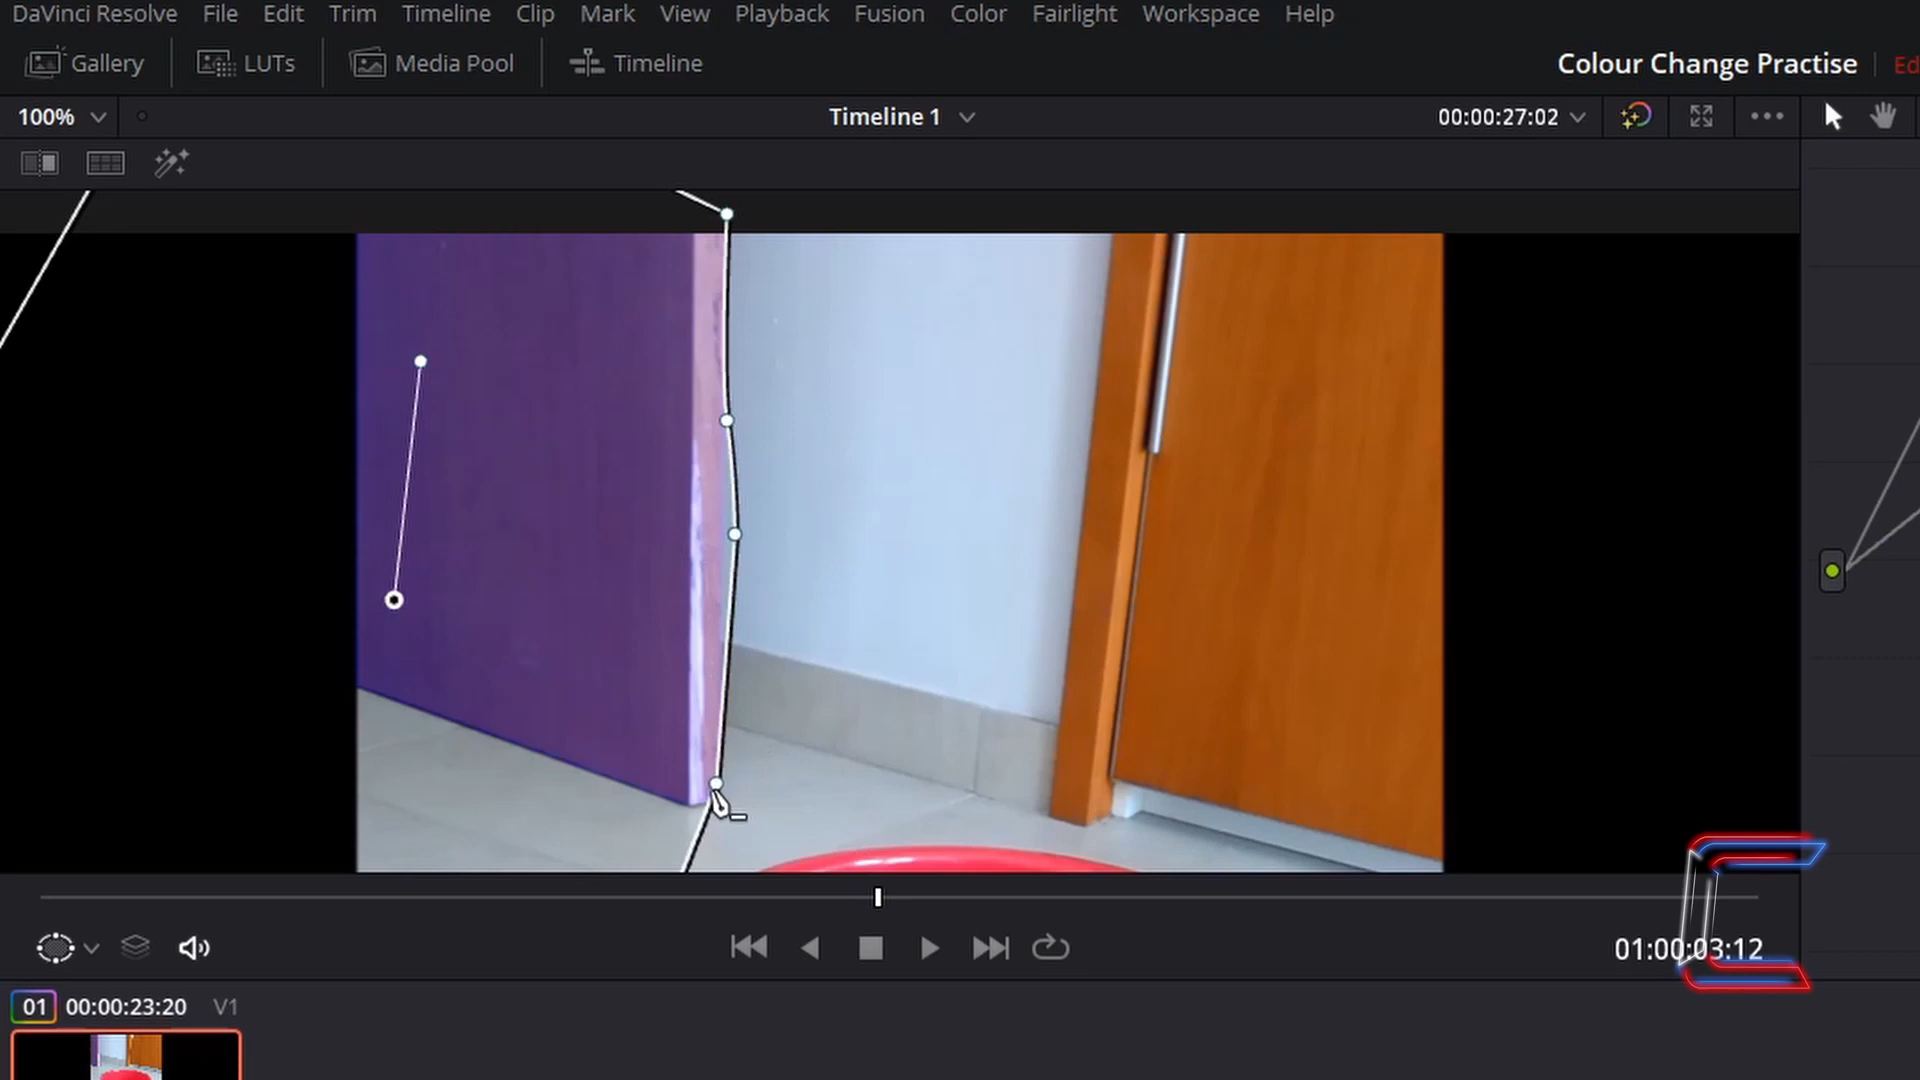 DaVinci Resolve File Edit Trim Timeline Clip Mark View Playback Fusion Color Fairlight Workspace Help
Gallery LUTs Media Pool Timeline Colour Change Practise Ed
100% Timeline 1 00:00:27:02
01:00:03:12
01 00:00:23:20 V1